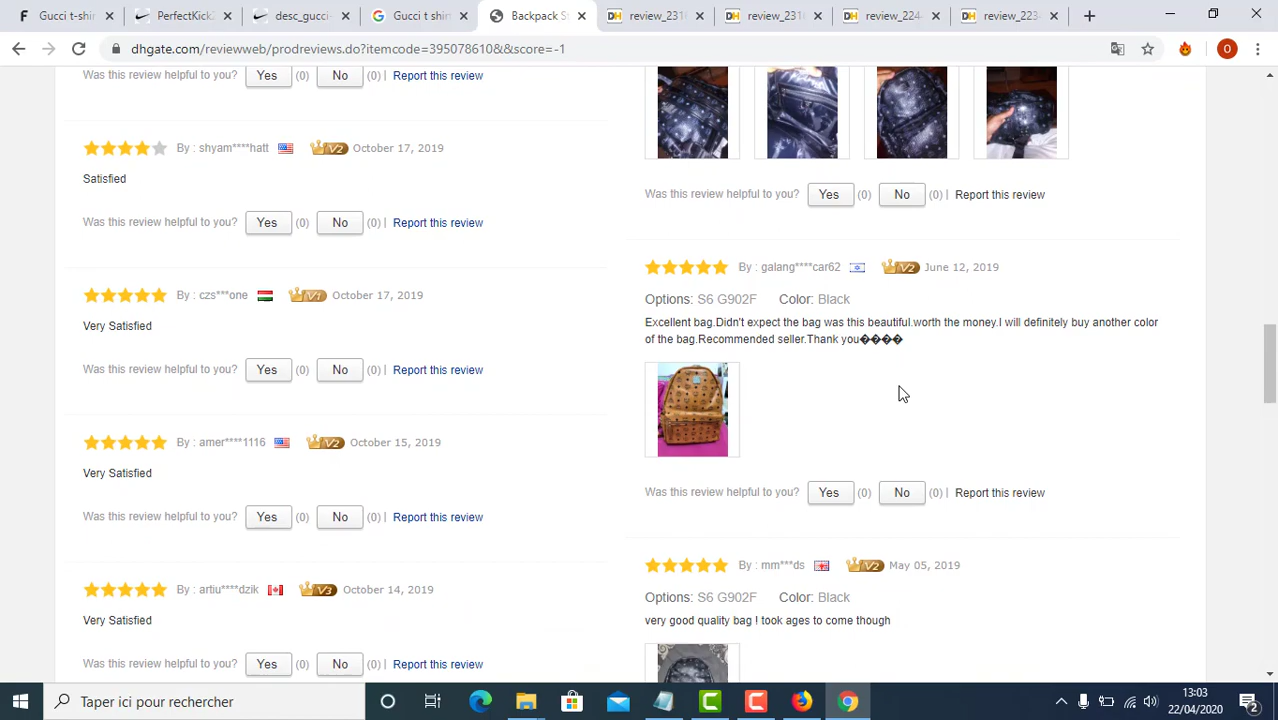 Gucci t-shi
PerfectKick
desc_gucci-
Gucci t shir
Backpack St
review_231
review_231
review_224
review_223
dhgate.com/reviewweb/prodreviews.do?itemcode=395078610&&score=-1
O
Was this review helpful to you? Yes (0) No (0) | Report this review
By : shyam****hatt V2 October 17, 2019
Satisfied
Was this review helpful to you? Yes (0) No (0) | Report this review
By : czs***one V1 October 17, 2019
Very Satisfied
Was this review helpful to you? Yes (0) No (0) | Report this review
By : amer****1116 V2 October 15, 2019
Very Satisfied
Was this review helpful to you? Yes (0) No (0) | Report this review
By : artiu****dzik V3 October 14, 2019
Very Satisfied
Was this review helpful to you? Yes (0) No (0) | Report this review
Was this review helpful to you? Yes (0) No (0) | Report this review
By : galang****car62 V2 June 12, 2019
Options: S6 G902F Color: Black
Excellent bag.Didn't expect the bag was this beautiful.worth the money.I will definitely buy another color
of the bag.Recommended seller.Thank you����
Was this review helpful to you? Yes (0) No (0) | Report this review
By : mm***ds V2 May 05, 2019
Options: S6 G902F Color: Black
very good quality bag ! took ages to come though
Taper ici pour rechercher
13:03
22/04/2020
2